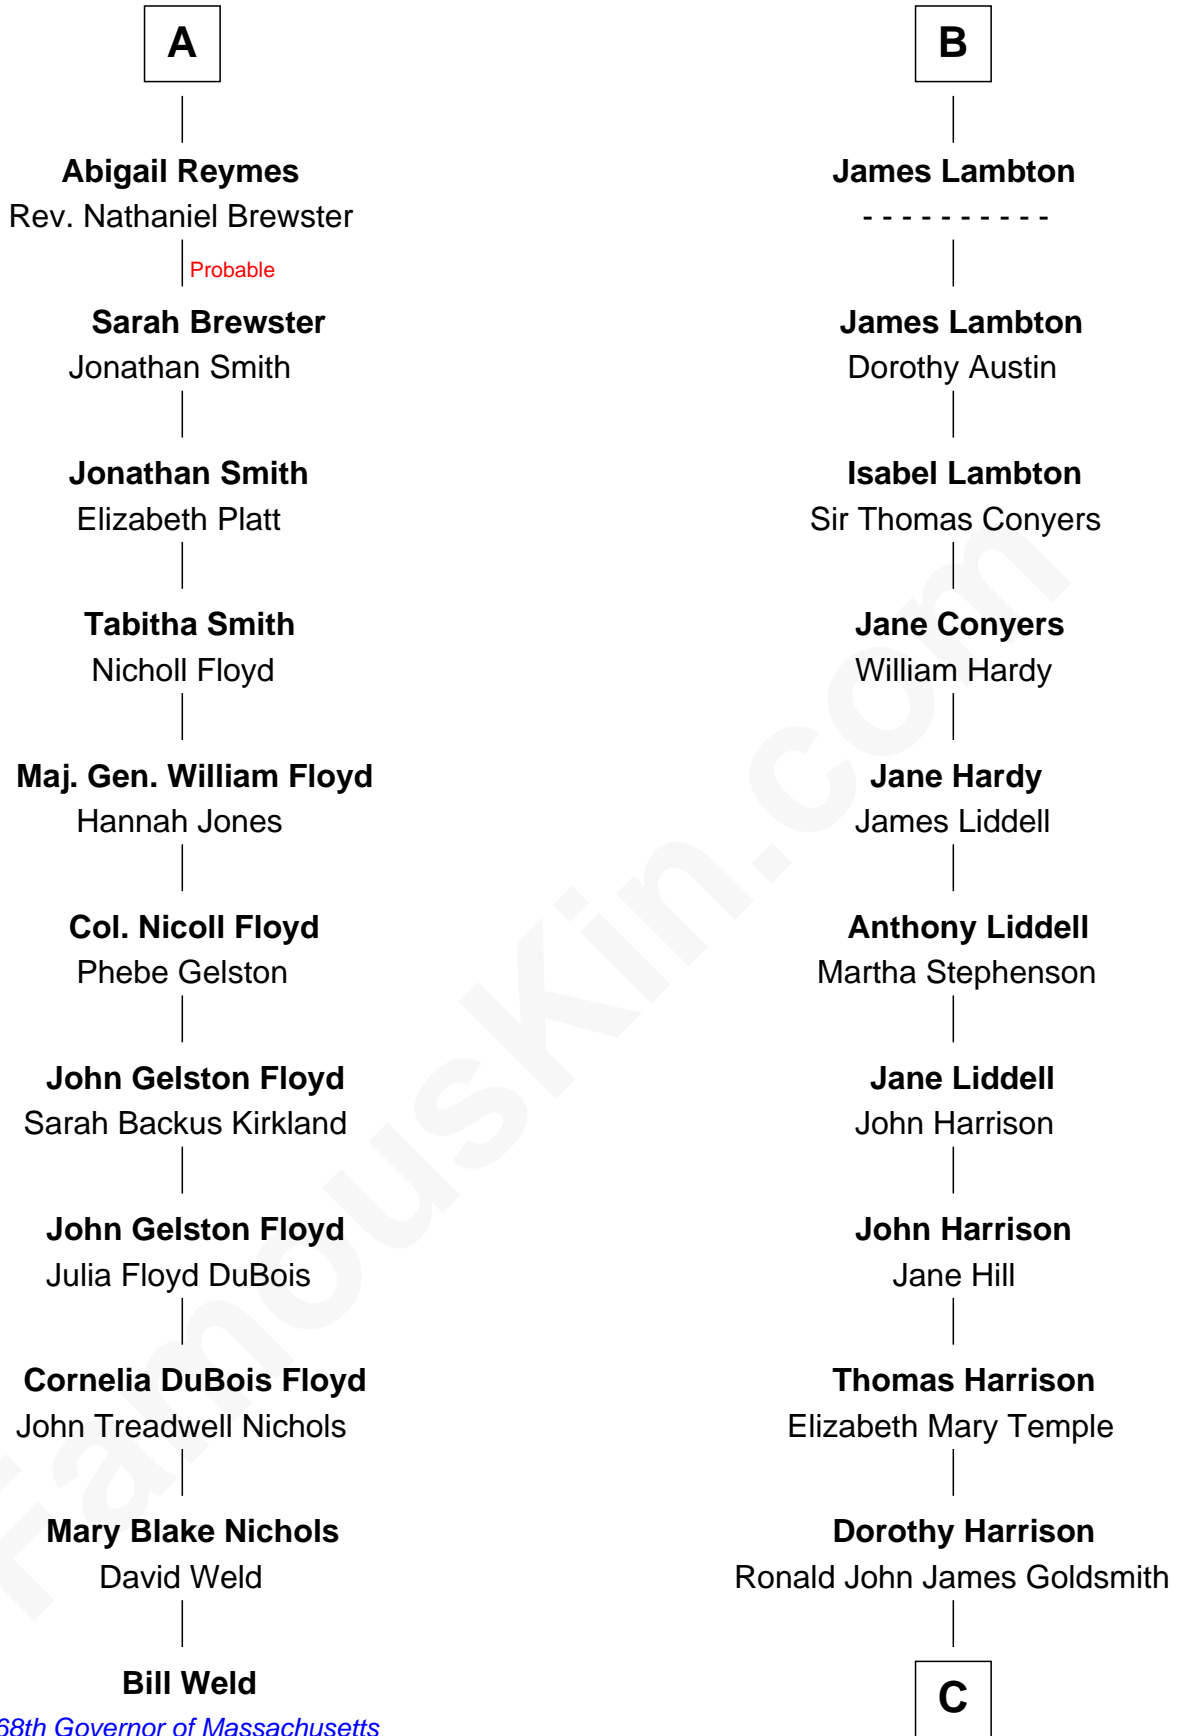 A
Abigail Reymes
Rev. Nathaniel Brewster
Probable
Sarah Brewster
Jonathan Smith
Jonathan Smith
Elizabeth Platt
Tabitha Smith
Nicholl Floyd
Maj. Gen. William Floyd
Hannah Jones
Col. Nicoll Floyd
Phebe Gelston
John Gelston Floyd
Sarah Backus Kirkland
John Gelston Floyd
Julia Floyd DuBois
Cornelia DuBois Floyd
John Treadwell Nichols
Mary Blake Nichols
David Weld
Bill Weld
68th Governor of Massachusetts
B
James Lambton
- - - - - - - - - -
James Lambton
Dorothy Austin
Isabel Lambton
Sir Thomas Conyers
Jane Conyers
William Hardy
Jane Hardy
James Liddell
Anthony Liddell
Martha Stephenson
Jane Liddell
John Harrison
John Harrison
Jane Hill
Thomas Harrison
Elizabeth Mary Temple
Dorothy Harrison
Ronald John James Goldsmith
C
FamousKin.com